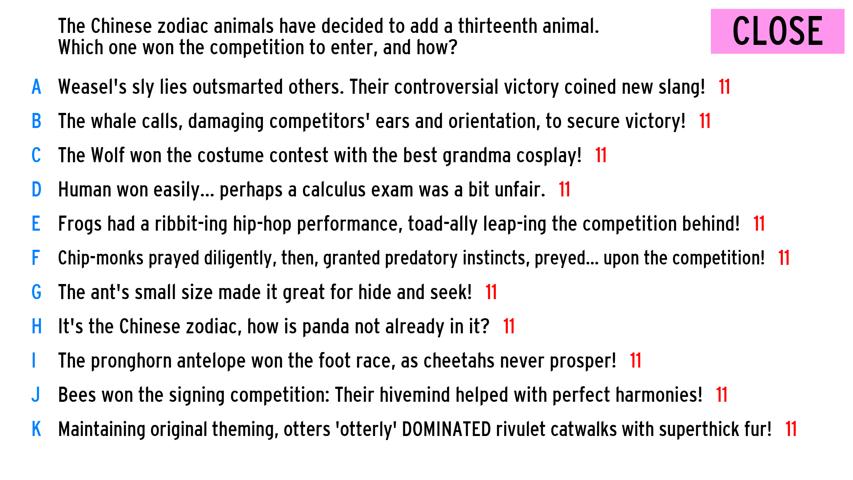 The Chinese zodiac animals have decided to add a thirteenth animal.
Which one won the competition to enter, and how?
CLOSE
A Weasel's sly lies outsmarted others. Their controversial victory coined new slang! 11
B The whale calls, damaging competitors' ears and orientation, to secure victory! 11
C The Wolf won the costume contest with the best grandma cosplay! 11
D Human won easily... perhaps a calculus exam was a bit unfair. 11
E Frogs had a ribbit-ing hip-hop performance, toad-ally leap-ing the competition behind! 11
F Chip-monks prayed diligently, then, granted predatory instincts, preyed... upon the competition! 11
G The ant's small size made it great for hide and seek! 11
H It's the Chinese zodiac, how is panda not already in it? 11
I The pronghorn antelope won the foot race, as cheetahs never prosper! 11
J Bees won the signing competition: Their hivemind helped with perfect harmonies! 11
K Maintaining original theming, otters 'otterly' DOMINATED rivulet catwalks with superthick fur! 11